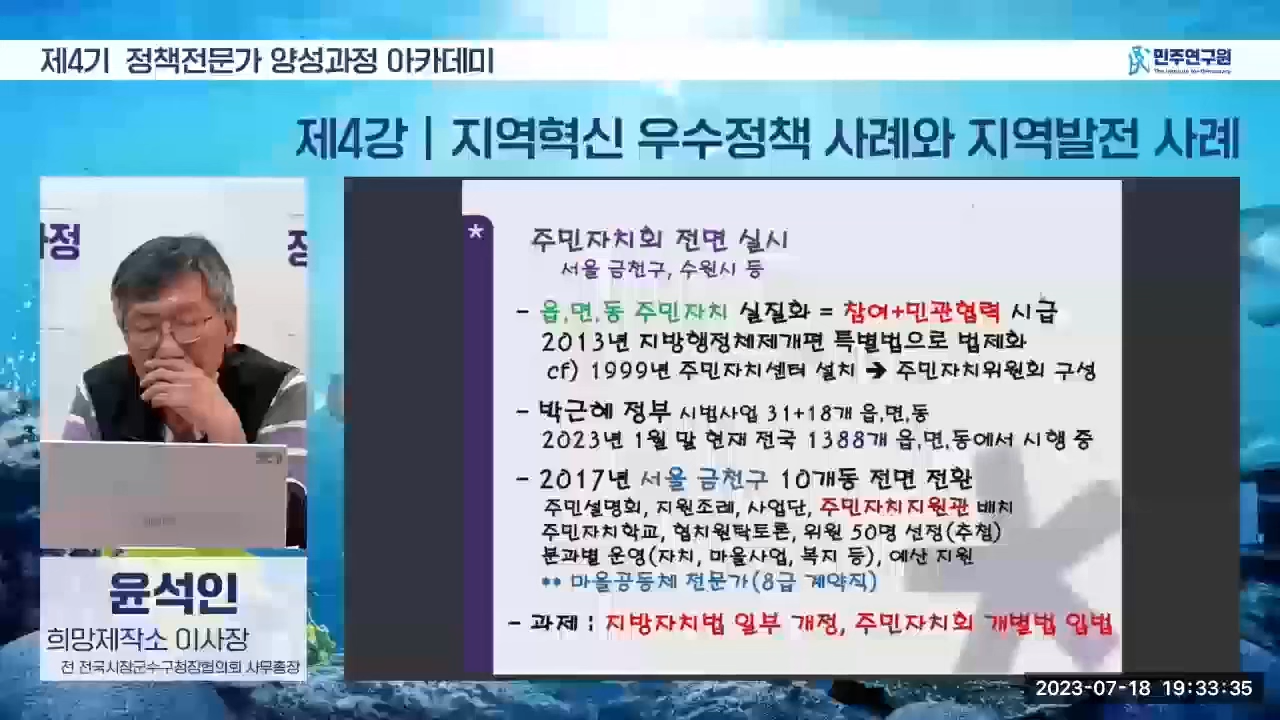 제4기 정책전문가 양성과정 아카데미
민주연구원
제4강 | 지역혁신 우수정책 사례와 지역발전 사례
정
*
주민자치회 전면 실시
서울 금천구, 수원시 등
- 읍,면,동 주민자치 실질화 = 참여+민관협력 시급
2013년 지방행정체제개편 특별법으로 법제화
cf) 1999년 주민자치센터 설치 ➔ 주민자치위원회 구성
- 박근혜 정부 시범사업 31+18개 읍,면,동
2023년 1월 말 현재 전국 1388개 읍,면,동에서 시행 중
- 2017년 서울 금천구 10개동 전면 전환
주민설명회, 지원조례, 사업단, 주민자치지원관 배치
주민자치학교, 협치원탁토론, 위원 50명 선정(추첨)
분과별 운영(자치, 마을사업, 복지 등), 예산 지원
** 마을공동체 전문가(8급 계약직)
- 과제 : 지방자치법 일부 개정, 주민자치회 개별법 입법
윤석인
희망제작소 이사장
전 전국시장군수구청장협의회 사무총장
2023-07-18 19:33:35